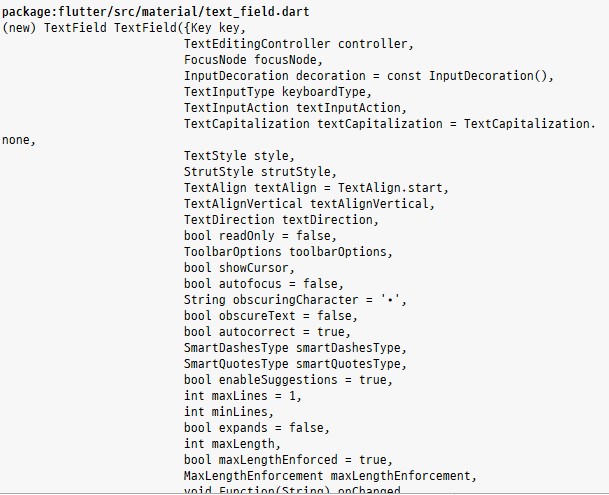 package:flutter/src/material/text_field.dart
(new) TextField TextField({Key key,
TextEditingController controller,
FocusNode focusNode,
InputDecoration decoration = const InputDecoration(),
TextInputType keyboardType,
TextInputAction textInputAction,
TextCapitalization textCapitalization = TextCapitalization.
none,
TextStyle style,
StrutStyle strutStyle,
TextAlign textAlign = TextAlign.start,
TextAlignVertical textAlignVertical,
TextDirection textDirection,
bool readOnly = false,
ToolbarOptions toolbarOptions,
bool showCursor,
bool autofocus = false,
String obscuringCharacter = '•',
bool obscureText = false,
bool autocorrect = true,
SmartDashesType smartDashesType,
SmartQuotesType smartQuotesType,
bool enableSuggestions = true,
int maxLines = 1,
int minLines,
bool expands = false,
int maxLength,
bool maxLengthEnforced = true,
MaxLengthEnforcement maxLengthEnforcement,
void Function(String) onChanged